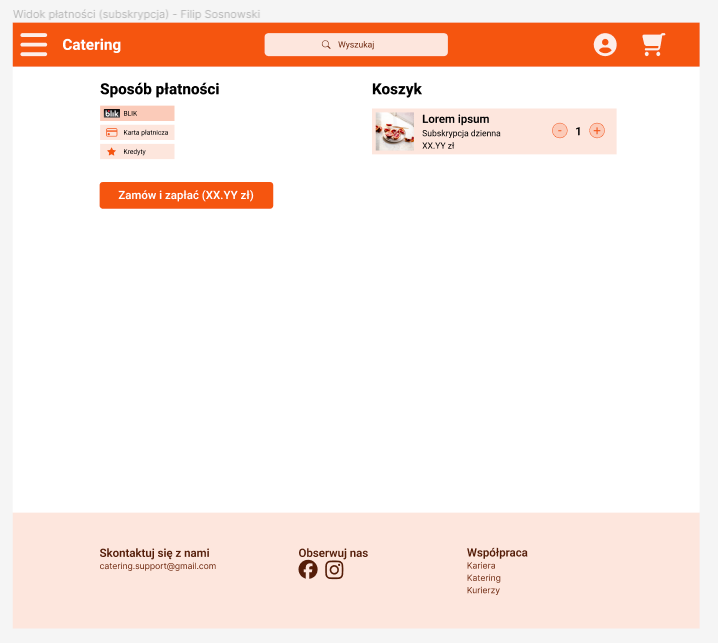 Widok płatności (subskrypcja) - Filip Sosnowski
Catering
Wyszukaj
Sposób płatności
blik BLIK
Karta płatnicza
Kredyty
Zamów i zapłać (XX.YY zł)
Koszyk
Lorem ipsum
Subskrypcja dzienna
XX.YY zł
- 1 +
Skontaktuj się z nami
catering.support@gmail.com
Obserwuj nas
Współpraca
Kariera
Katering
Kurierzy